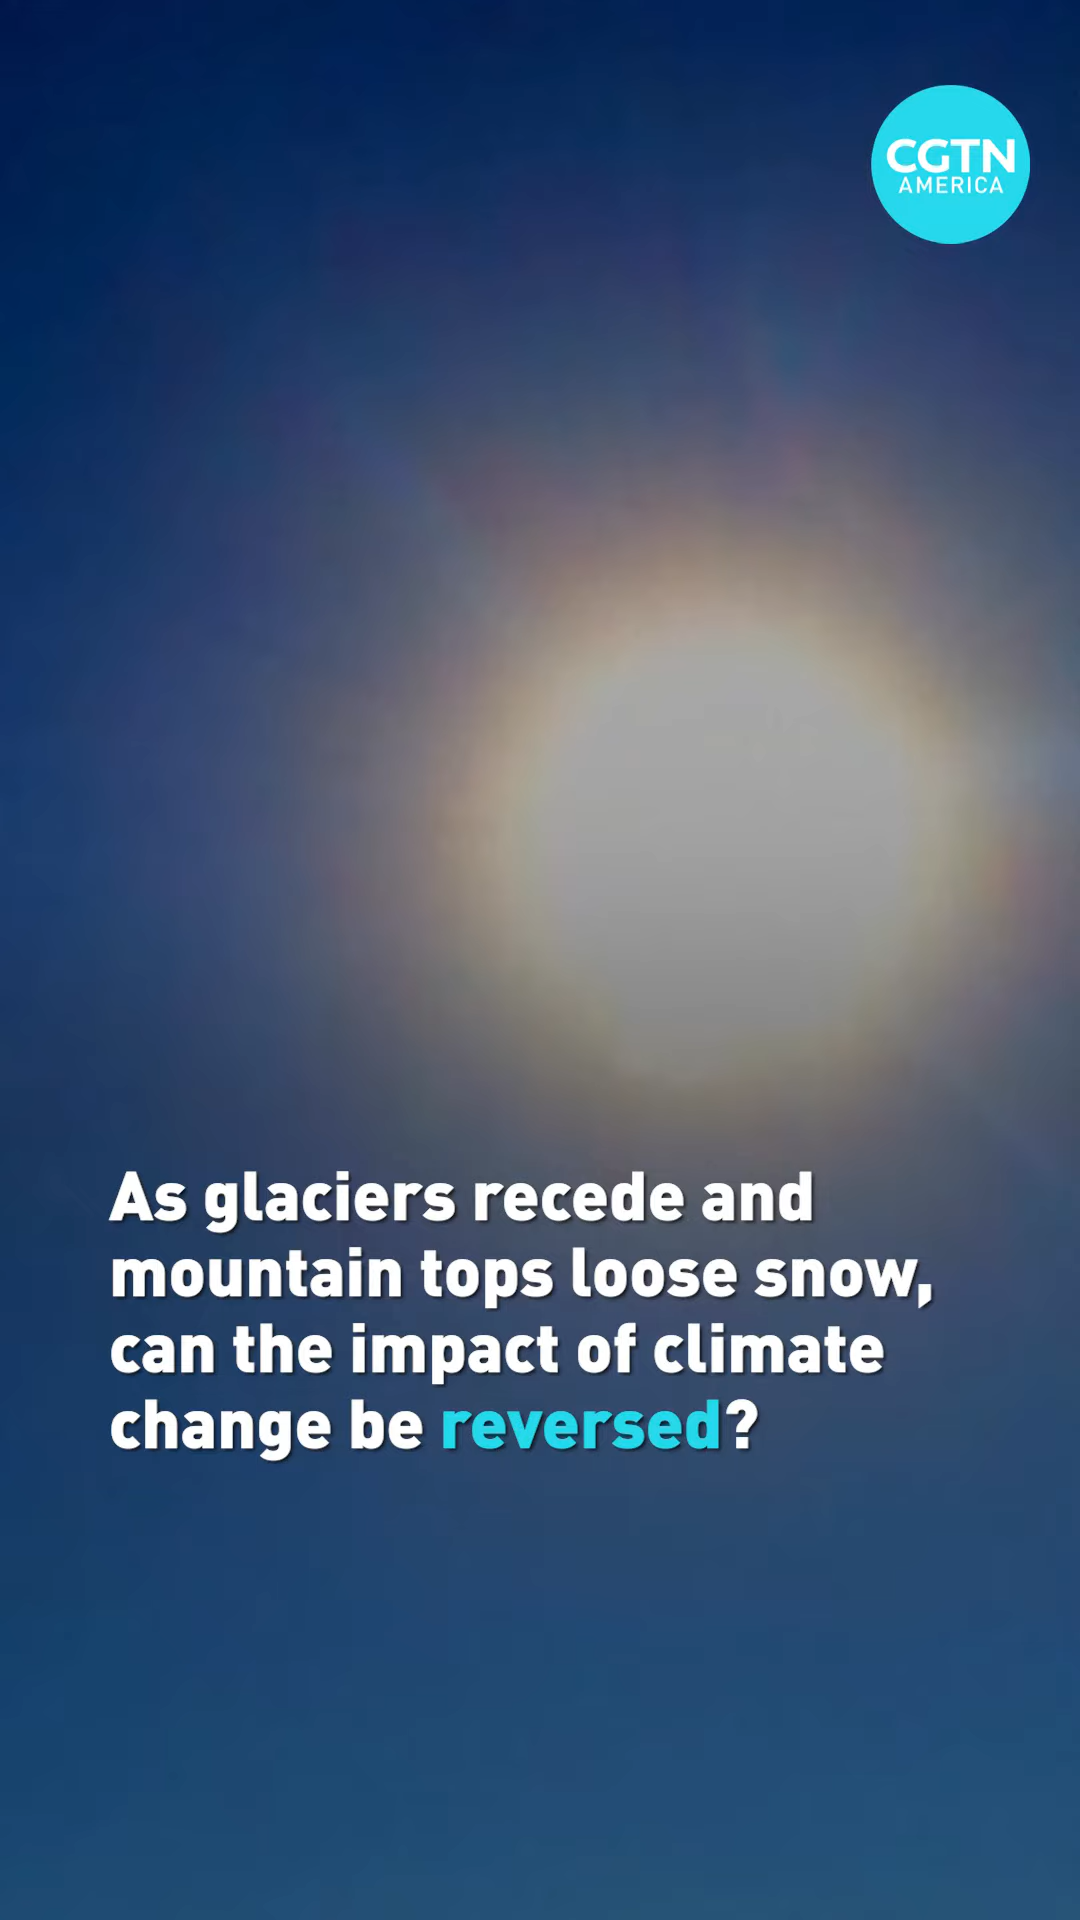 CGTN
AMERICA
As glaciers recede and
mountain tops loose snow,
can the impact of climate
change be reversed?